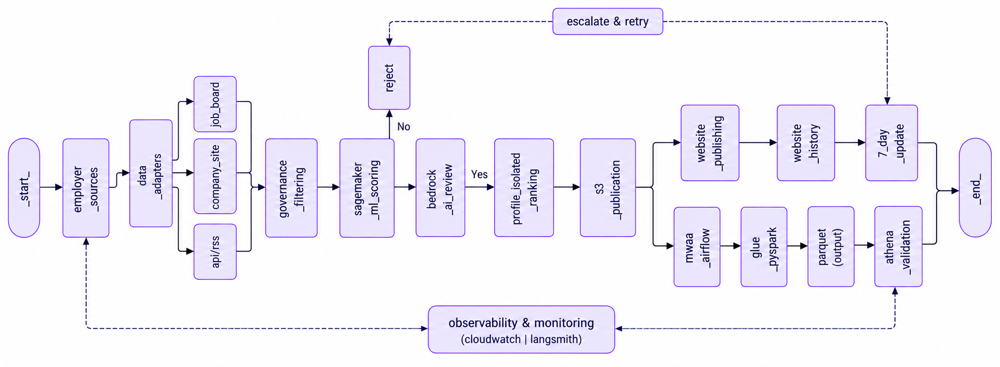 escalate & retry
reject
No
job_board
_start_
employer
_sources
data
_adapters
company_site
api/rss
governance
_filtering
sagemaker
_ml_scoring
bedrock
_ai_review
Yes
profile_isolated
_ranking
s3
_publication
website
_publishing
website
_history
7_day
_update
mwaa
_airflow
glue
_pyspark
parquet
(output)
athena
_validation
_end_
observability & monitoring
(cloudwatch | langsmith)